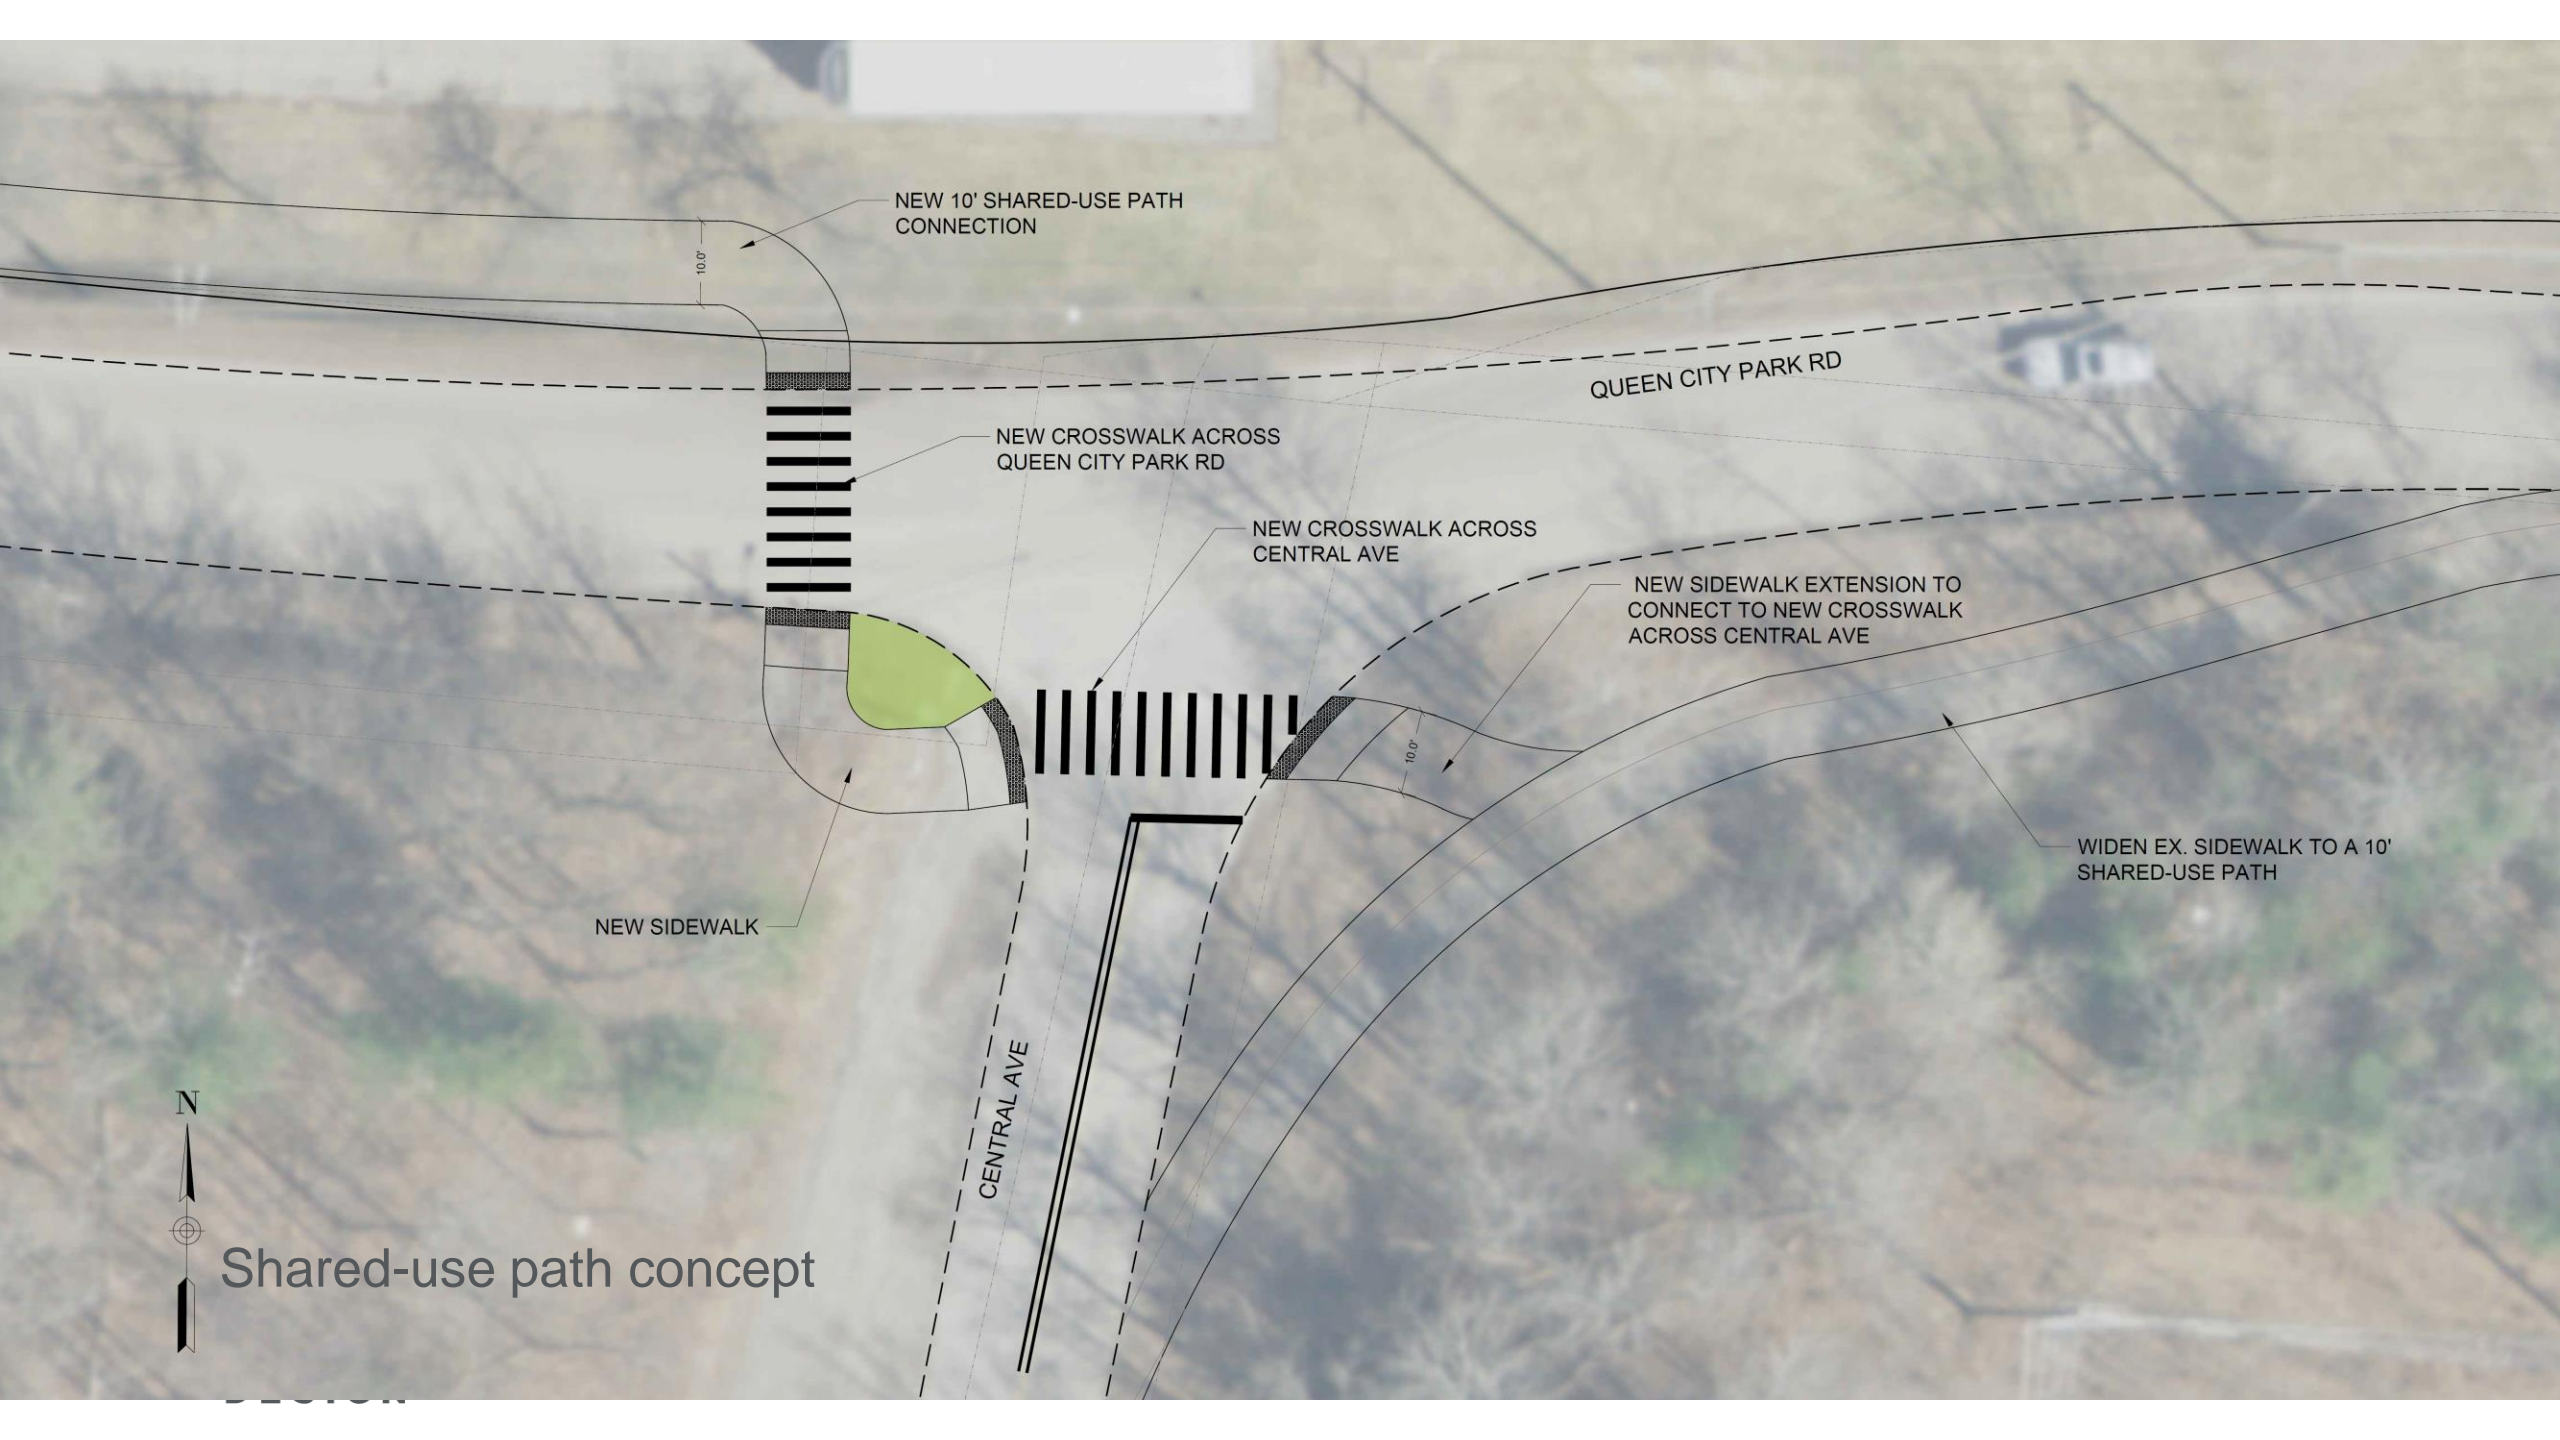 NEW 10' SHARED-USE PATH
CONNECTION
10.0'
QUEEN CITY PARK RD
NEW CROSSWALK ACROSS
QUEEN CITY PARK RD
NEW CROSSWALK ACROSS
CENTRAL AVE
NEW SIDEWALK EXTENSION TO
CONNECT TO NEW CROSSWALK
ACROSS CENTRAL AVE
10.0'
WIDEN EX. SIDEWALK TO A 10'
SHARED-USE PATH
NEW SIDEWALK
CENTRAL AVE
N
Shared-use path concept